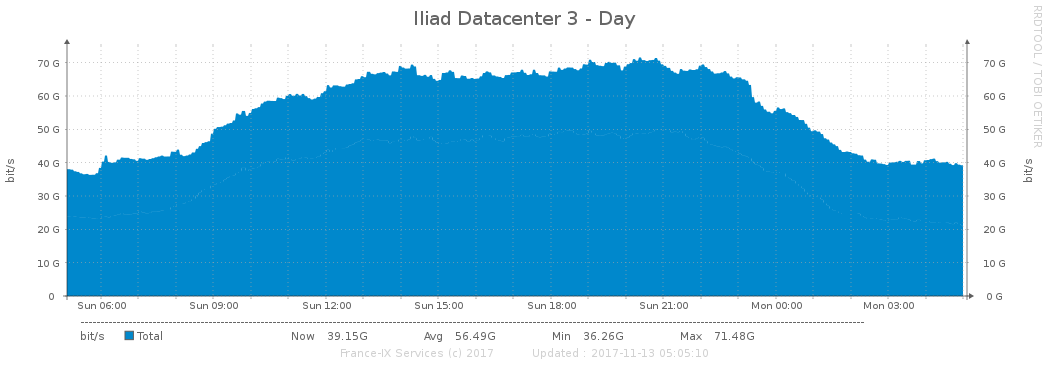 Iliad Datacenter 3 - Day
RRDTOOL / TOBI OETIKER
bit/s
70 G
60 G
50 G
40 G
30 G
20 G
10 G
0
70 G
60 G
50 G
40 G
30 G
20 G
10 G
0 G
bit/s
Sun 06:00 Sun 09:00 Sun 12:00 Sun 15:00 Sun 18:00 Sun 21:00 Mon 00:00 Mon 03:00
bit/s Total Now 39.15G Avg 56.49G Min 36.26G Max 71.48G
France-IX Services (c) 2017 Updated : 2017-11-13 05:05:10